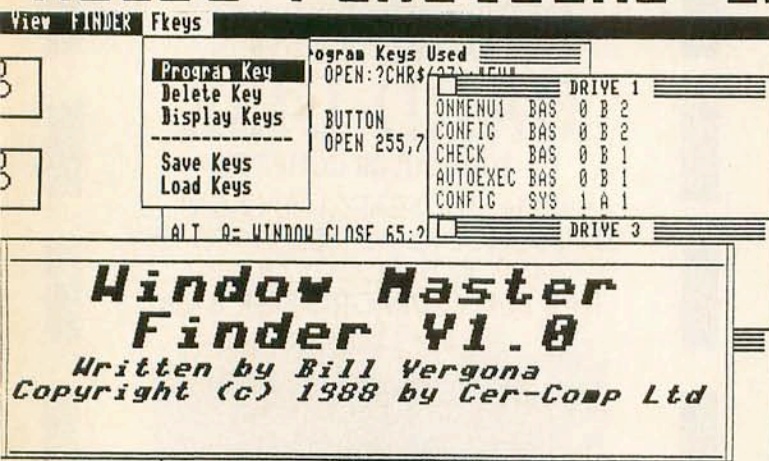 View FINDER Fkeys
Program Key
Delete Key
Display Keys
Save Keys
Load Keys
ogram Keys Used
OPEN:?CHR$(27);"EV"
BUTTON
OPEN 255,7
ALT A= WINDOW CLOSE 65:?
DRIVE 1
ONMENU1 BAS 0 B 2
CONFIG BAS 0 B 2
CHECK BAS 0 B 1
AUTOEXEC BAS 0 B 1
CONFIG SYS 1 A 1
DRIVE 3
Window Master
Finder V1.0
Written by Bill Vergona
Copyright (c) 1988 by Cer-Comp Ltd